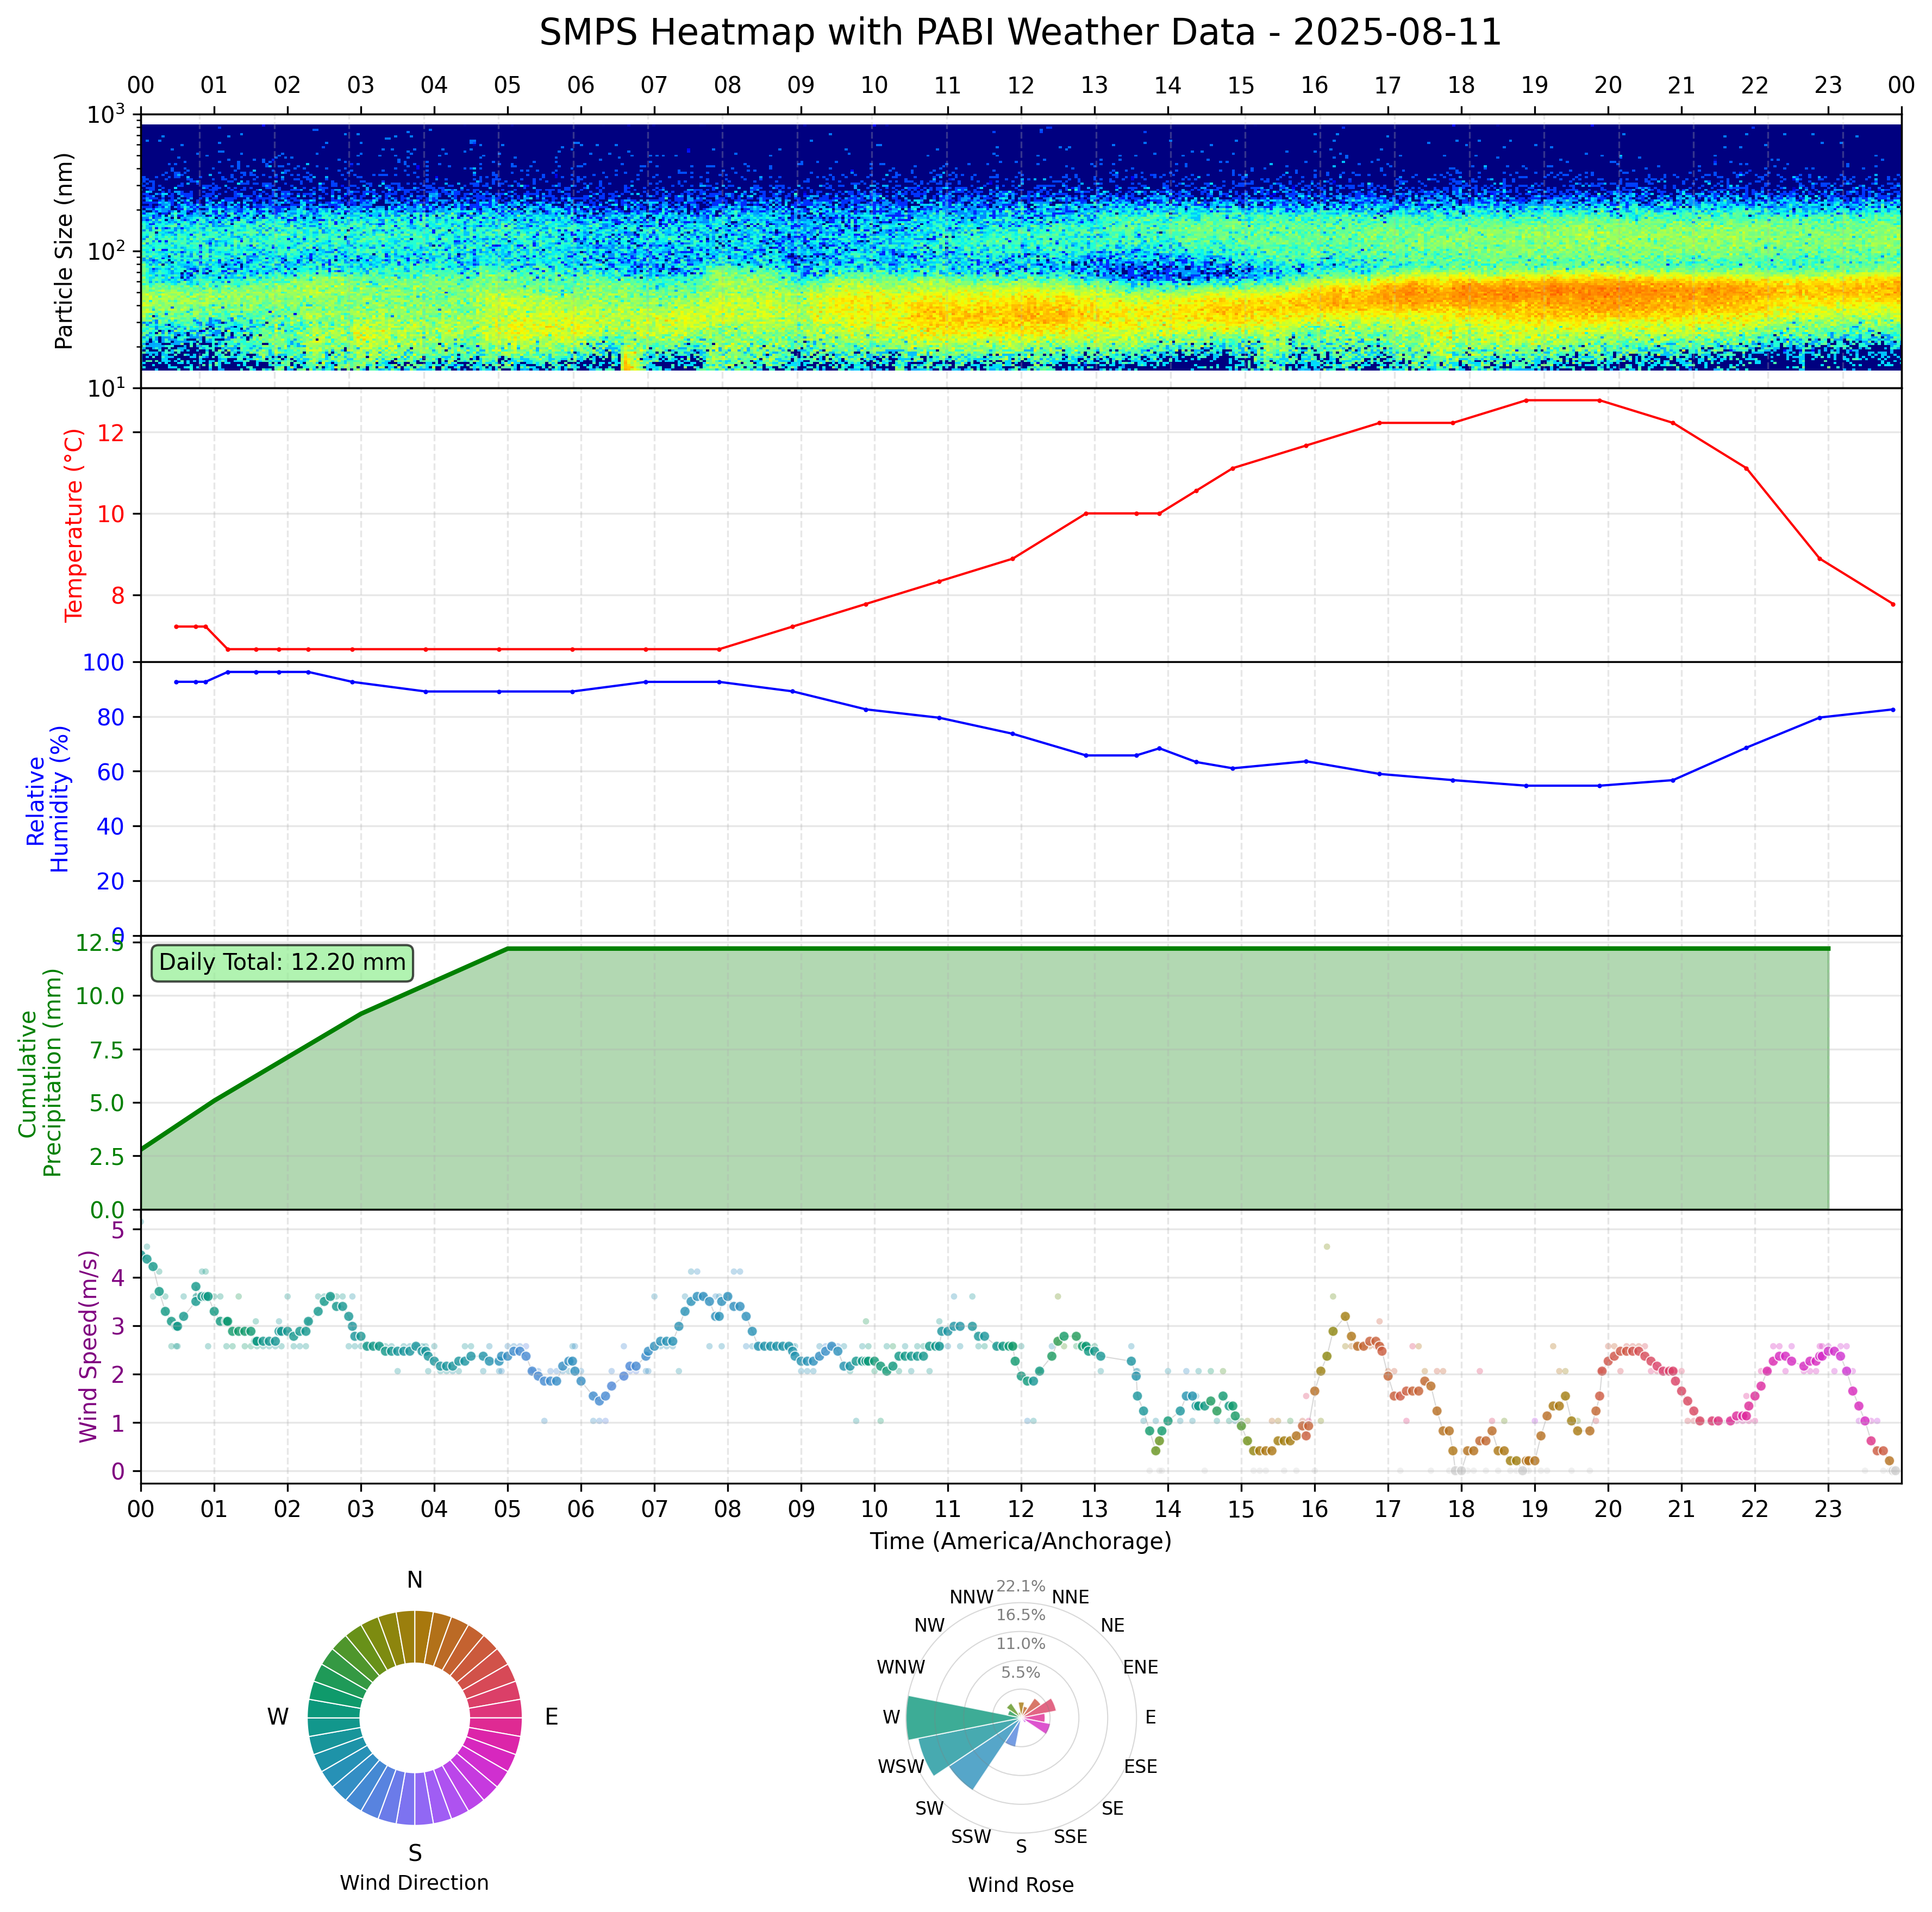 SMPS Heatmap with PABI Weather Data - 2025-08-11
00 01 02 03 04 05 06 07 08 09 10 11 12 13 14 15 16 17 18 19 20 21 22 23 00
Particle Size (nm)
10³
10²
10¹
Temperature (°C)
12
10
8
Relative
Humidity (%)
100
80
60
40
20
0
Cumulative
Precipitation (mm)
12.5
10.0
7.5
5.0
2.5
0.0
Daily Total: 12.20 mm
Wind Speed(m/s)
5
4
3
2
1
0
00 01 02 03 04 05 06 07 08 09 10 11 12 13 14 15 16 17 18 19 20 21 22 23
Time (America/Anchorage)
N
W
E
S
Wind Direction
22.1%
16.5%
11.0%
5.5%
NNW
NNE
NW
NE
WNW
ENE
W
E
WSW
ESE
SW
SE
SSW
SSE
S
Wind Rose